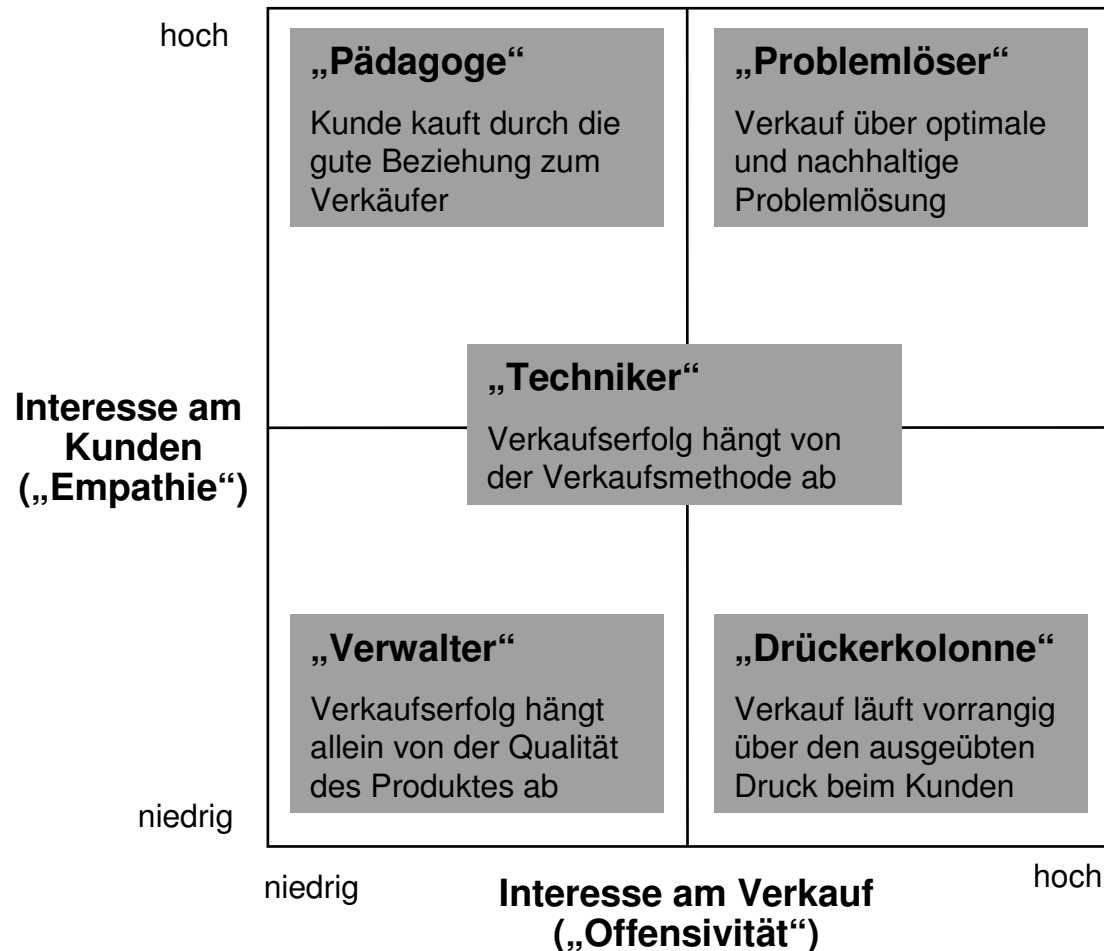 hoch
„Pädagoge“
Kunde kauft durch die
gute Beziehung zum
Verkäufer
„Problemlöser“
Verkauf über optimale
und nachhaltige
Problemlösung
„Techniker“
Verkaufserfolg hängt von
der Verkaufsmethode ab
Interesse am
Kunden
(„Empathie“)
„Verwalter“
Verkaufserfolg hängt
allein von der Qualität
des Produktes ab
„Drückerkolonne“
Verkauf läuft vorrangig
über den ausgeübten
Druck beim Kunden
niedrig
niedrig
Interesse am Verkauf
(„Offensivität“)
hoch